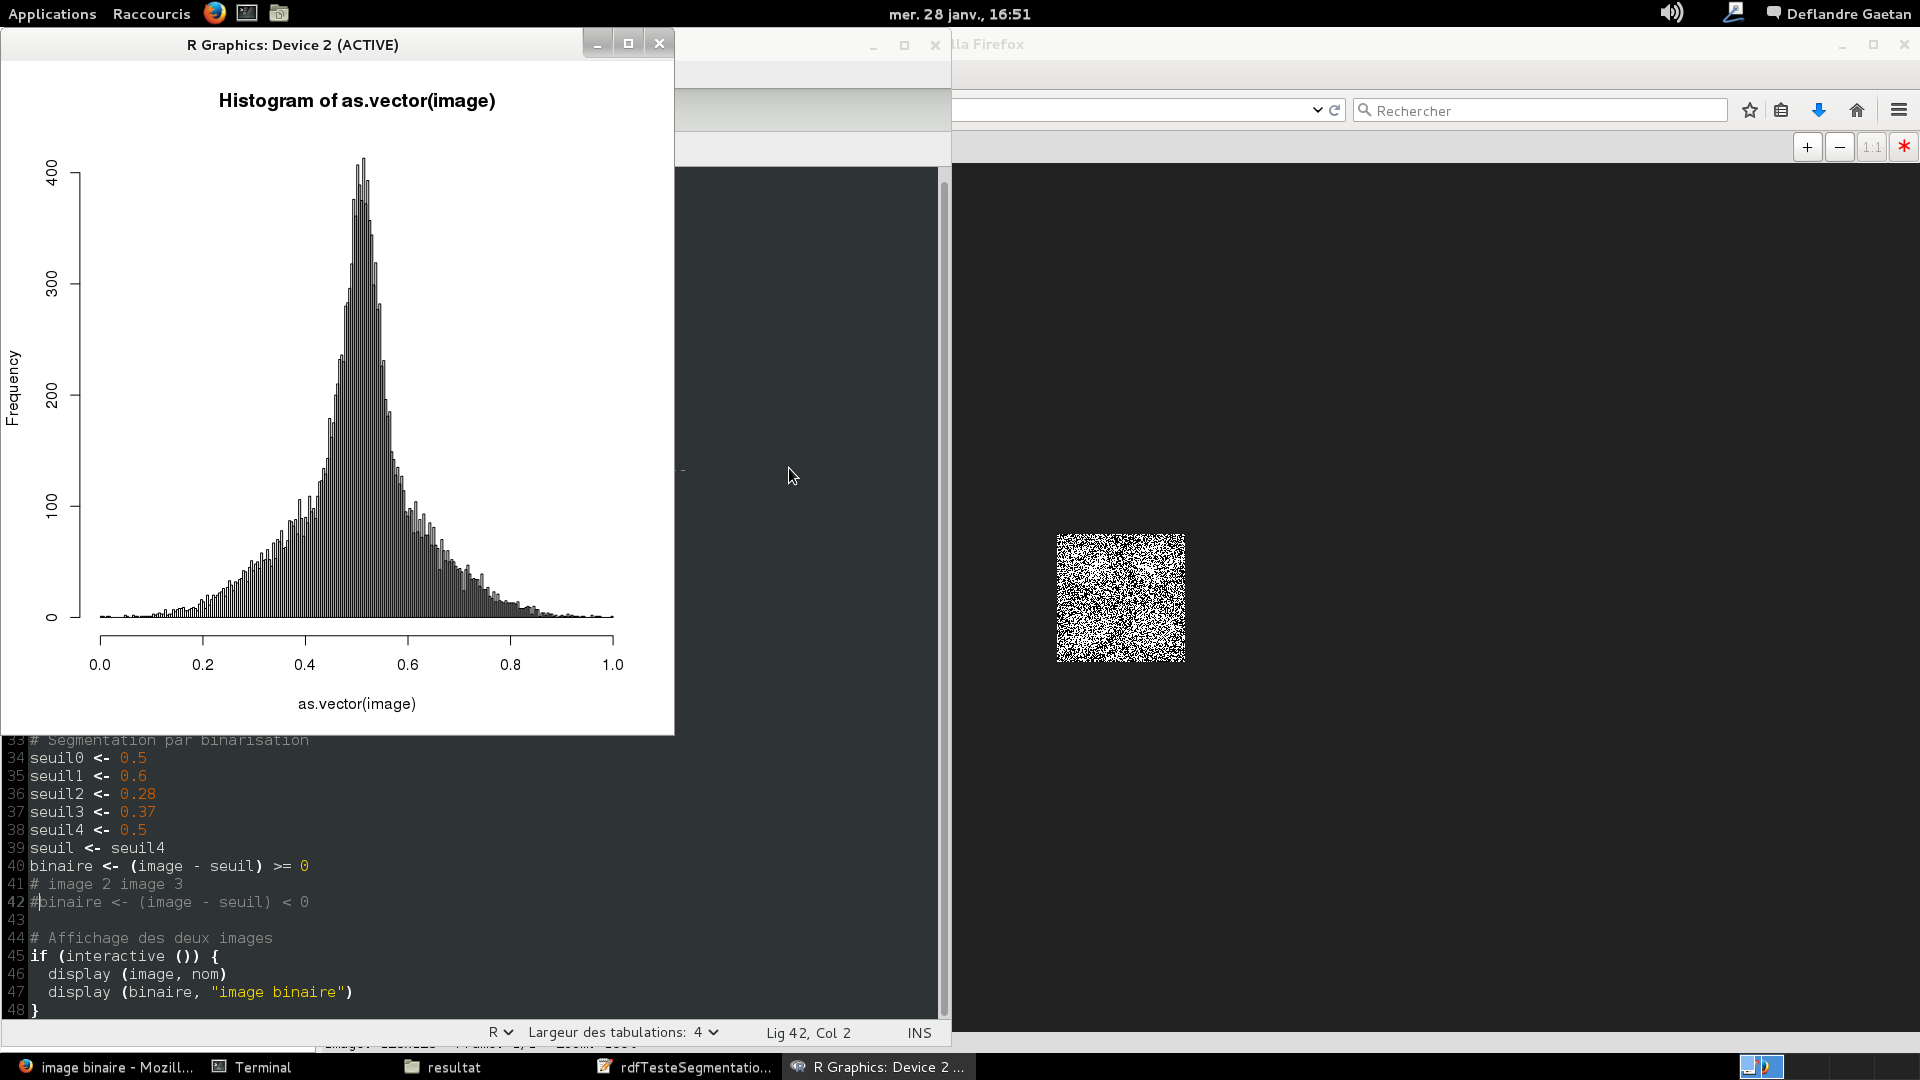 Applications Raccourcis mer. 28 janv., 16:51 Deflandre Gaetan
R Graphics: Device 2 (ACTIVE)
lla Firefox
Rechercher
1:1
Histogram of as.vector(image)
Frequency
400
300
200
100
0
0.0 0.2 0.4 0.6 0.8 1.0
as.vector(image)
33 # Segmentation par binarisation
34 seuil0 <- 0.5
35 seuil1 <- 0.6
36 seuil2 <- 0.28
37 seuil3 <- 0.37
38 seuil4 <- 0.5
39 seuil <- seuil4
40 binaire <- (image - seuil) >= 0
41 # image 2 image 3
42 #binaire <- (image - seuil) < 0
43
44 # Affichage des deux images
45 if (interactive ()) {
46 display (image, nom)
47 display (binaire, "image binaire")
48 }
R Largeur des tabulations: 4 Lig 42, Col 2 INS
image binaire - Mozill... Terminal resultat rdfTesteSegmentatio... R Graphics: Device 2 ...